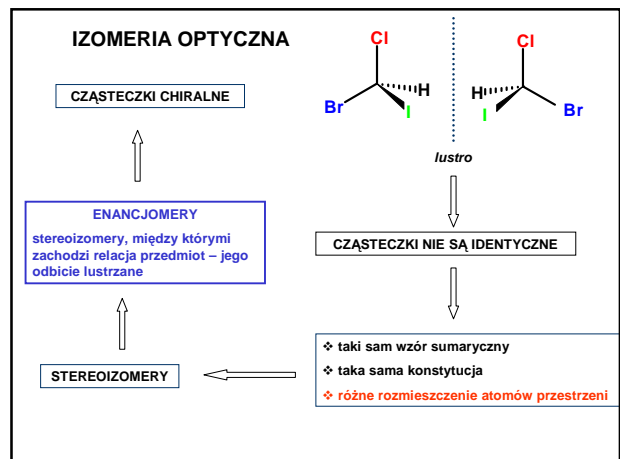 IZOMERIA OPTYCZNA
Cl
H
Br
I
Cl
H
I
Br
lustro
CZĄSTECZKI CHIRALNE
ENANCJOMERY
stereoizomery, między którymi
zachodzi relacja przedmiot – jego
odbicie lustrzane
CZĄSTECZKI NIE SĄ IDENTYCZNE
❖ taki sam wzór sumaryczny
❖ taka sama konstytucja
❖ różne rozmieszczenie atomów przestrzeni
STEREOIZOMERY